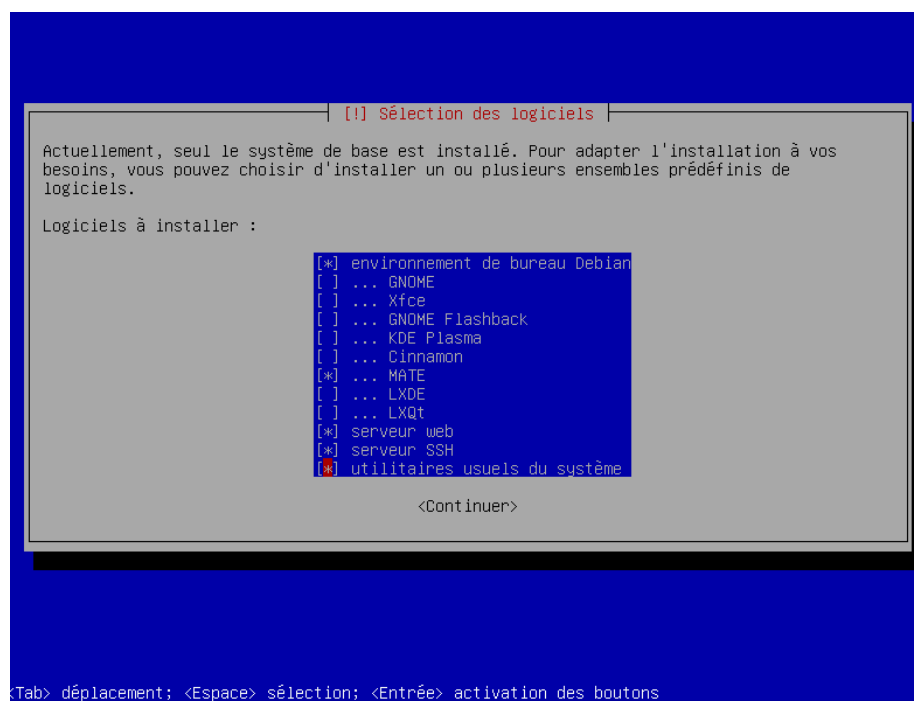 [!] Sélection des logiciels
Actuellement, seul le système de base est installé. Pour adapter l'installation à vos
besoins, vous pouvez choisir d'installer un ou plusieurs ensembles prédéfinis de
logiciels.
Logiciels à installer :
[*] environnement de bureau Debian
[ ] ... GNOME
[ ] ... Xfce
[ ] ... GNOME Flashback
[ ] ... KDE Plasma
[ ] ... Cinnamon
[*] ... MATE
[ ] ... LXDE
[ ] ... LXQt
[*] serveur web
[*] serveur SSH
[*] utilitaires usuels du système
<Continuer>
<Tab> déplacement; <Espace> sélection; <Entrée> activation des boutons